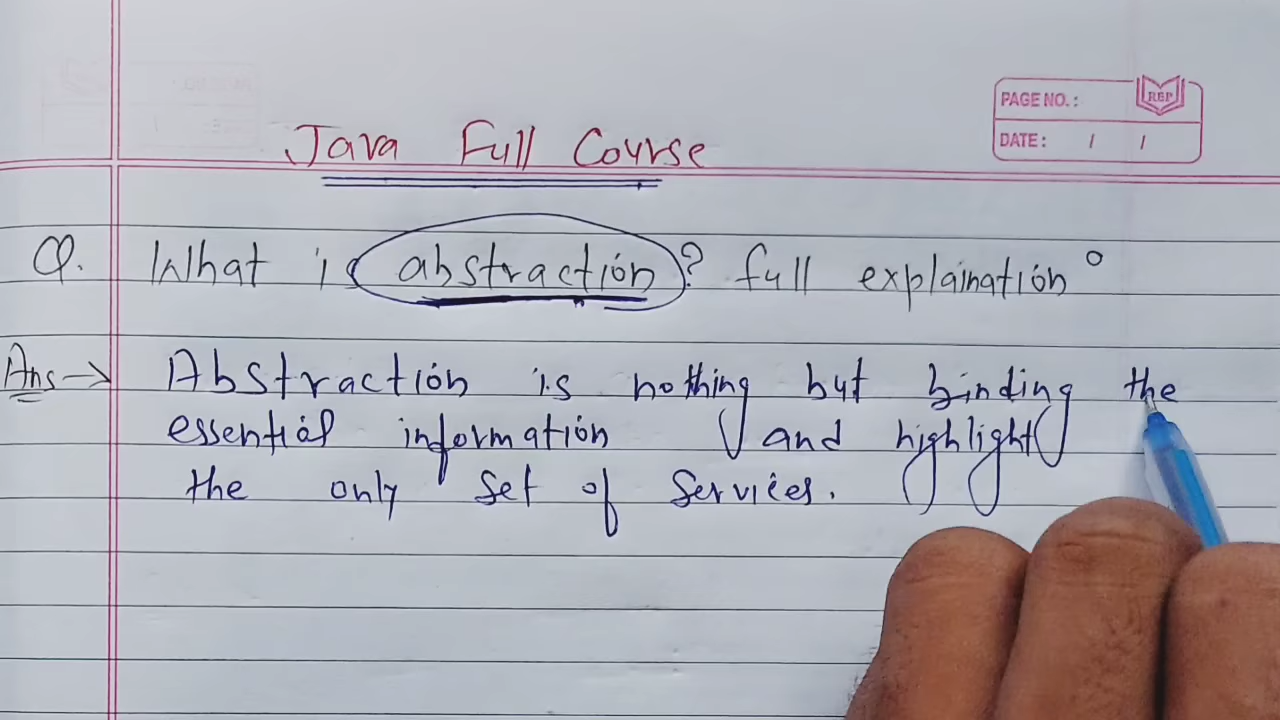 PAGE NO. :
REP
DATE : / /
Java Full Course
Q. What is abstraction? full explaination
Ans → Abstraction is nothing but binding the
essential information and highlight
the only set of services.